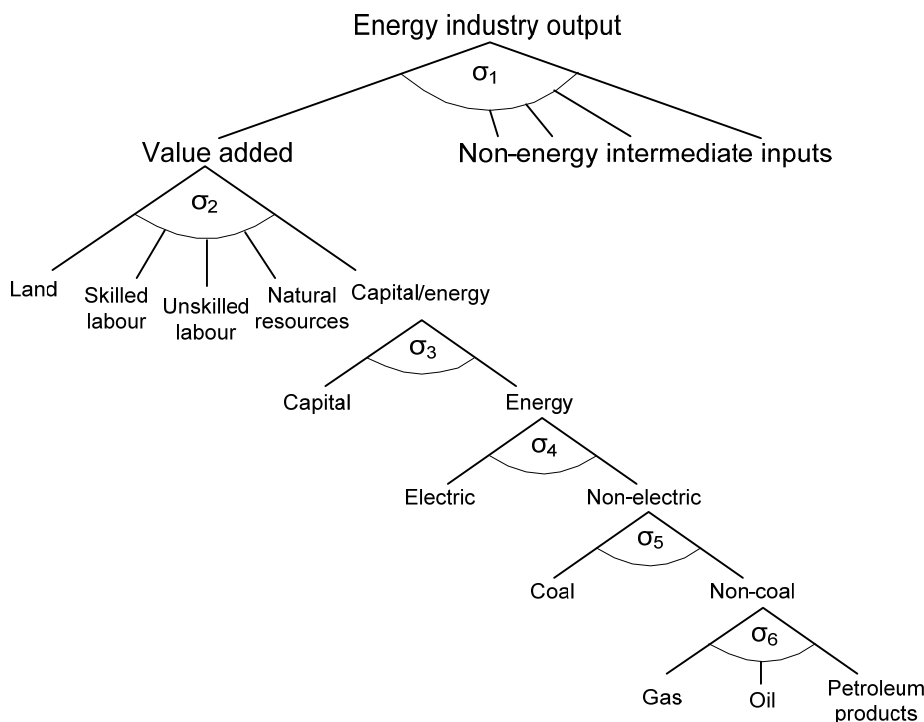 Energy industry output
σ1
Value added
Non-energy intermediate inputs
σ2
Land
Skilled
labour
Unskilled
labour
Natural
resources
Capital/energy
σ3
Capital
Energy
σ4
Electric
Non-electric
σ5
Coal
Non-coal
σ6
Gas
Oil
Petroleum
products